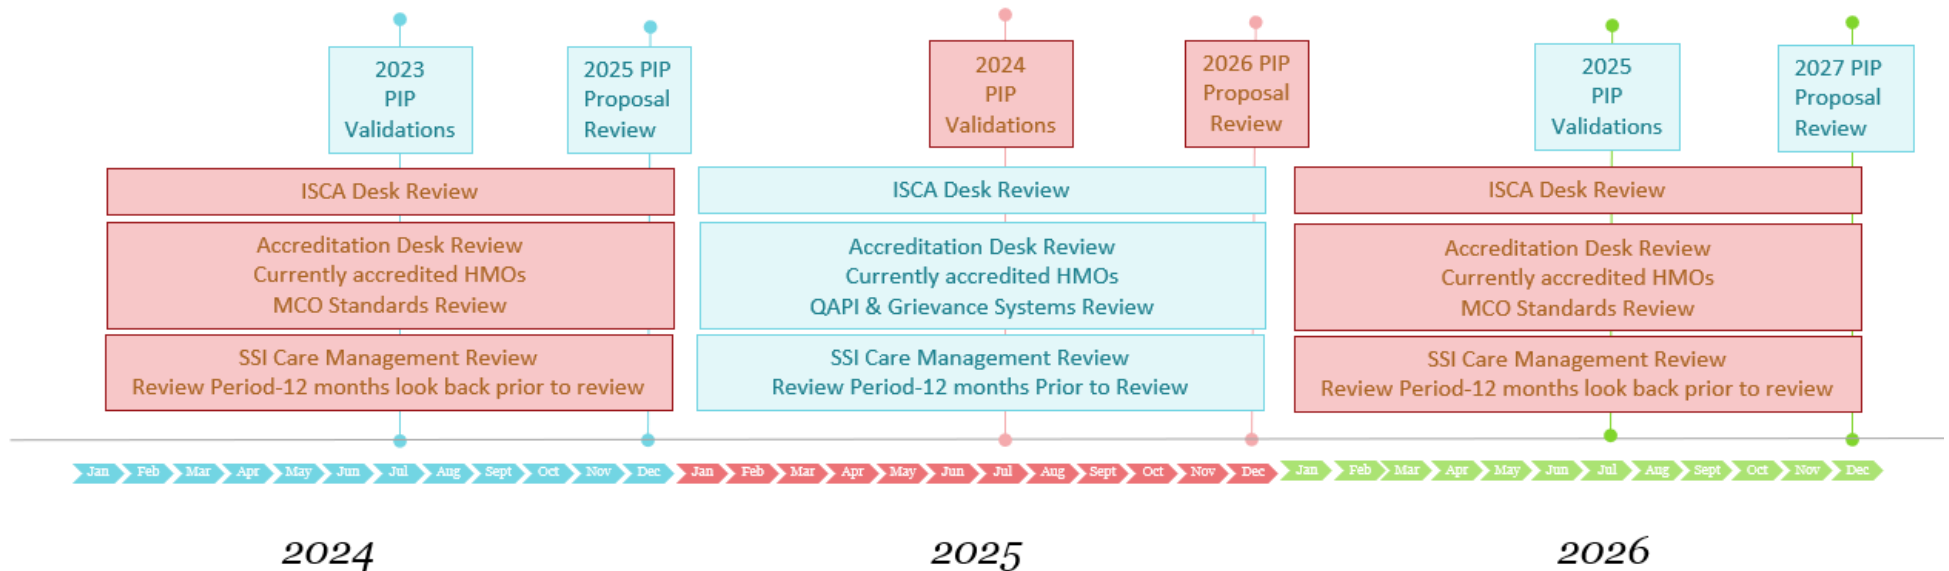 2023
PIP
Validations
2025 PIP
Proposal
Review
2024
PIP
Validations
2026 PIP
Proposal
Review
2025
PIP
Validations
2027 PIP
Proposal
Review
ISCA Desk Review
Accreditation Desk Review
Currently accredited HMOs
MCO Standards Review
SSI Care Management Review
Review Period-12 months look back prior to review
ISCA Desk Review
Accreditation Desk Review
Currently accredited HMOs
QAPI & Grievance Systems Review
SSI Care Management Review
Review Period-12 months Prior to Review
ISCA Desk Review
Accreditation Desk Review
Currently accredited HMOs
MCO Standards Review
SSI Care Management Review
Review Period-12 months look back prior to review
Jan Feb Mar Apr May Jun Jul Aug Sept Oct Nov Dec Jan Feb Mar Apr May Jun Jul Aug Sept Oct Nov Dec Jan Feb Mar Apr May Jun Jul Aug Sept Oct Nov Dec
2024 2025 2026